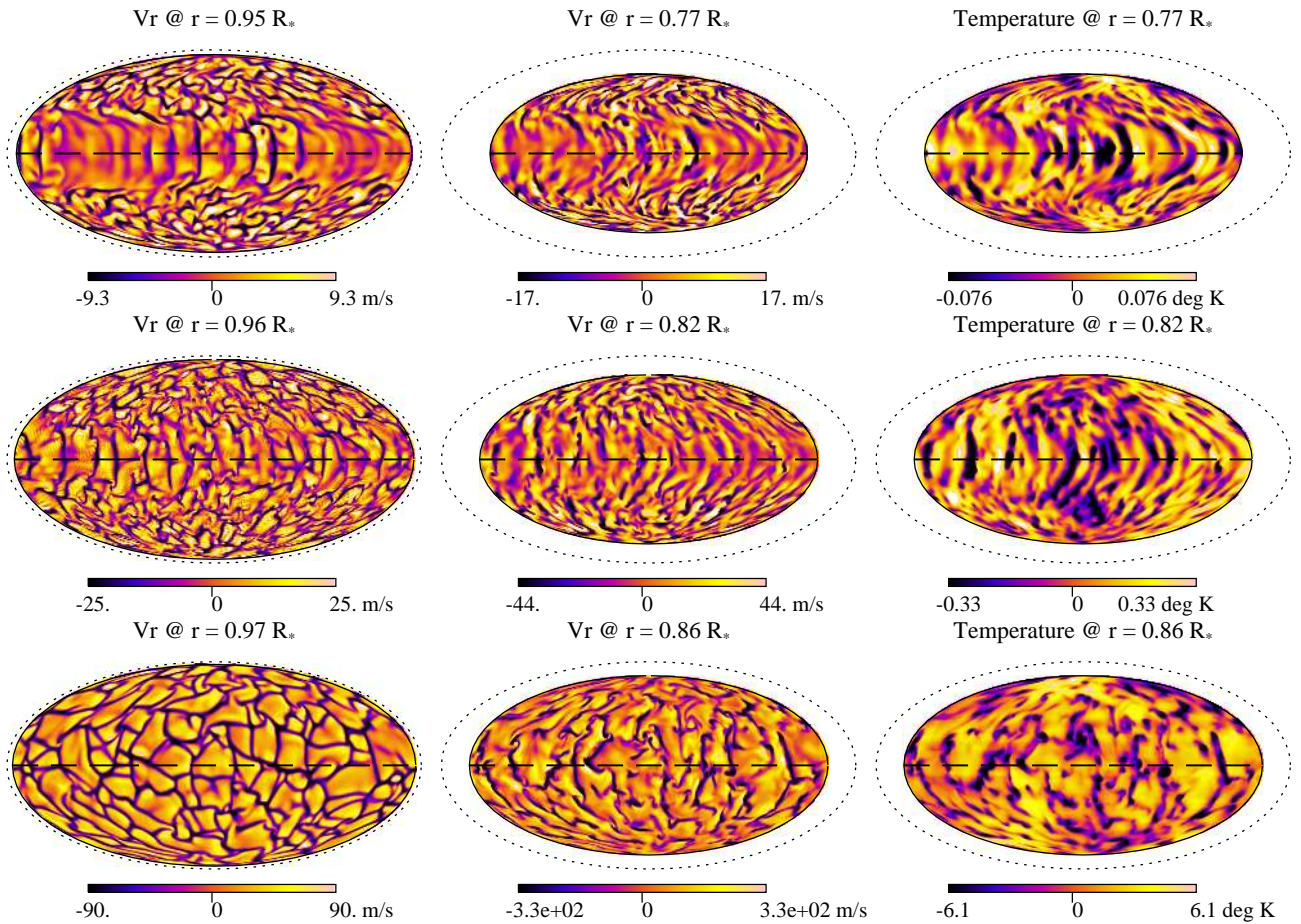 Vr @ r = 0.95 R* Vr @ r = 0.77 R* Temperature @ r = 0.77 R*
-9.3 0 9.3 m/s -17. 0 17. m/s -0.076 0 0.076 deg K
Vr @ r = 0.96 R* Vr @ r = 0.82 R* Temperature @ r = 0.82 R*
-25. 0 25. m/s -44. 0 44. m/s -0.33 0 0.33 deg K
Vr @ r = 0.97 R* Vr @ r = 0.86 R* Temperature @ r = 0.86 R*
-90. 0 90. m/s -3.3e+02 0 3.3e+02 m/s -6.1 0 6.1 deg K